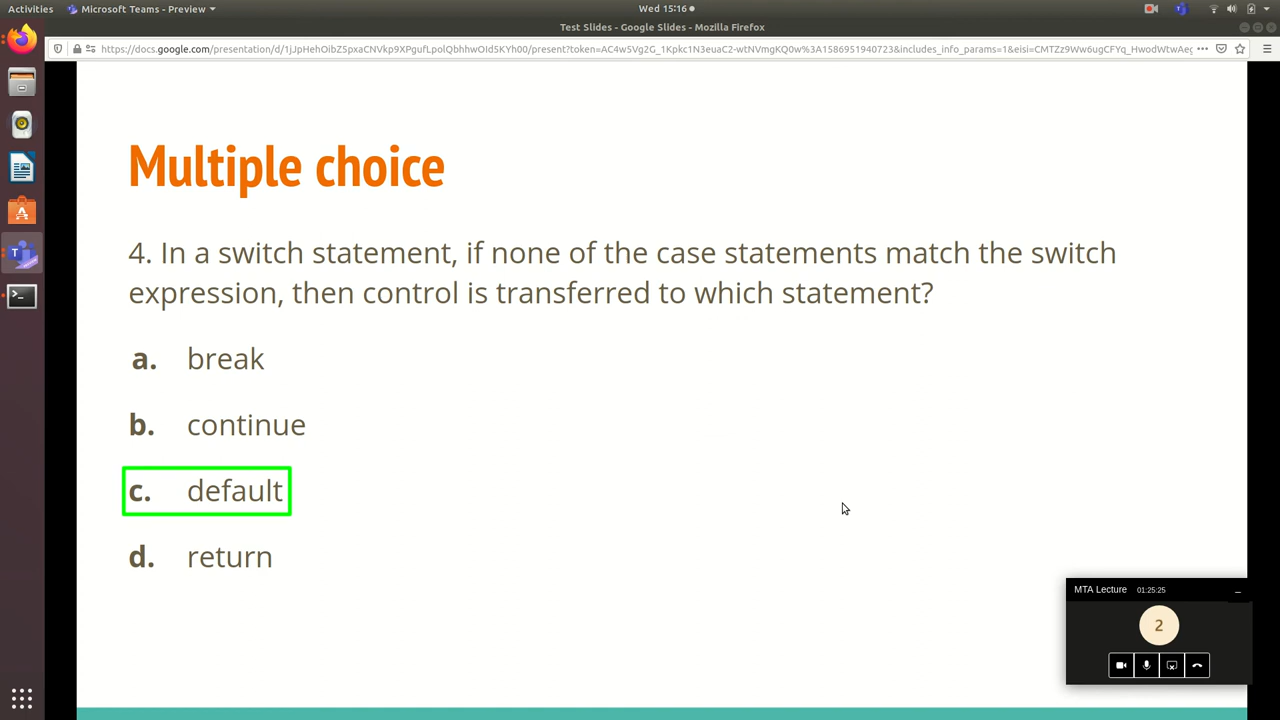 Activities Microsoft Teams - Preview Wed 15:16
Test Slides - Google Slides - Mozilla Firefox
Multiple choice
4. In a switch statement, if none of the case statements match the switch
expression, then control is transferred to which statement?
a. break
b. continue
c. default
d. return
MTA Lecture 01:25:25
2